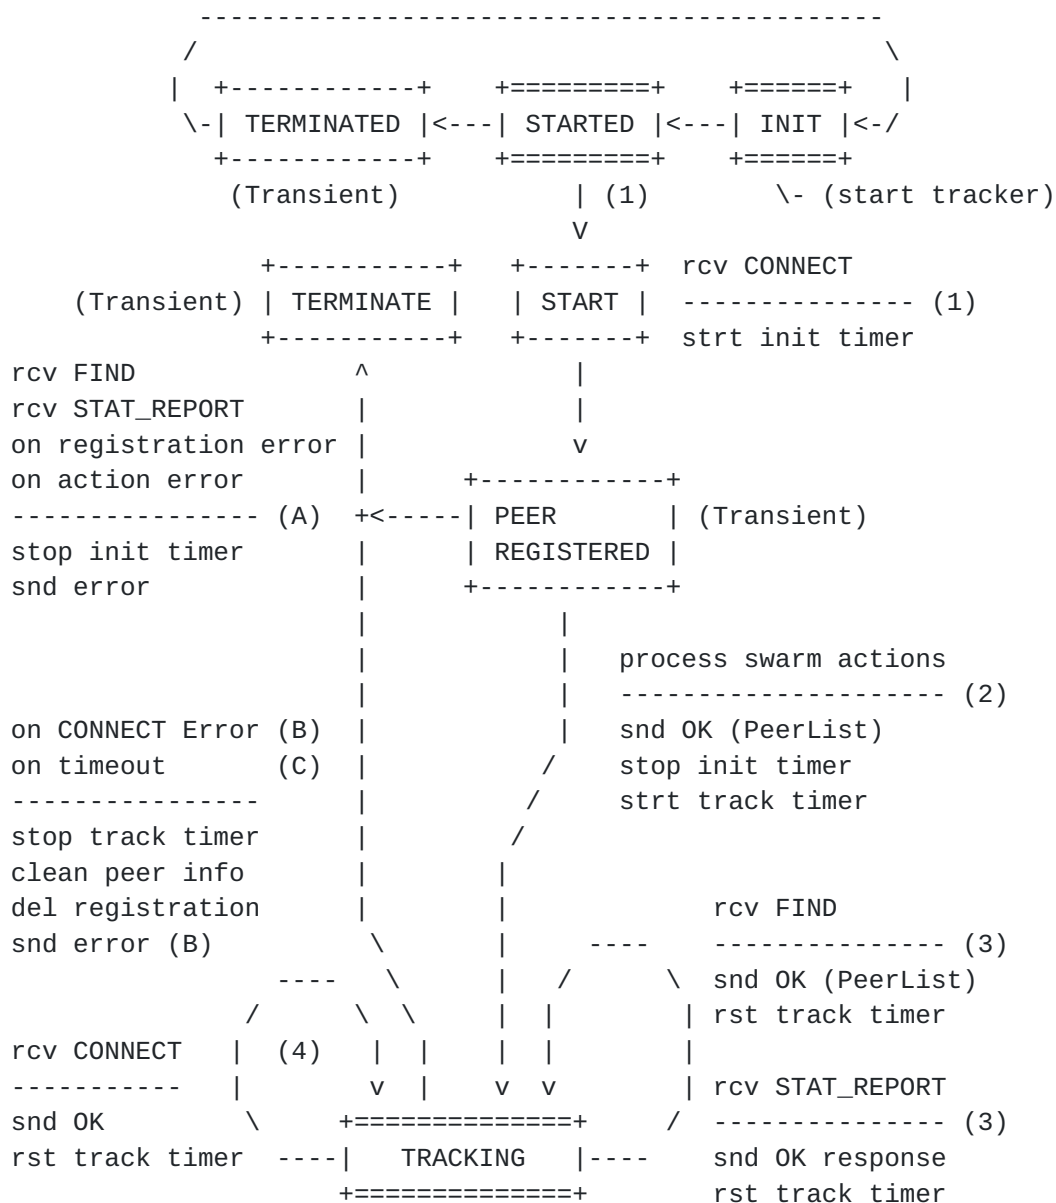 --------------------------------------------
           /                                            \
          |  +------------+    +=========+    +======+   |
           \-| TERMINATED |<---| STARTED |<---| INIT |<-/
             +------------+    +=========+    +======+
              (Transient)           | (1)        \- (start tracker)
                                    V
                +-----------+   +-------+  rcv CONNECT
    (Transient) | TERMINATE |   | START |  --------------- (1)
                +-----------+   +-------+  strt init timer
rcv FIND              ^             |
rcv STAT_REPORT       |             |
on registration error |             v
on action error       |      +------------+
---------------- (A)  +<-----| PEER       | (Transient)
stop init timer       |      | REGISTERED |
snd error             |      +------------+
                      |            |
                      |            |   process swarm actions
                      |            |   --------------------- (2)
on CONNECT Error (B)  |            |   snd OK (PeerList)
on timeout       (C)  |           /    stop init timer
----------------      |          /     strt track timer
stop track timer      |         /
clean peer info       |        |
del registration      |        |             rcv FIND
snd error (B)          \       |     ----    --------------- (3)
                 ----   \      |   /      \  snd OK (PeerList)
               /      \  \     |  |        | rst track timer
rcv CONNECT   |  (4)   |  |    |  |        |
-----------   |        v  |    v  v        | rcv STAT_REPORT
snd OK         \     +==============+     /  --------------- (3)
rst track timer  ----|   TRACKING   |----    snd OK response
                     +==============+        rst track timer